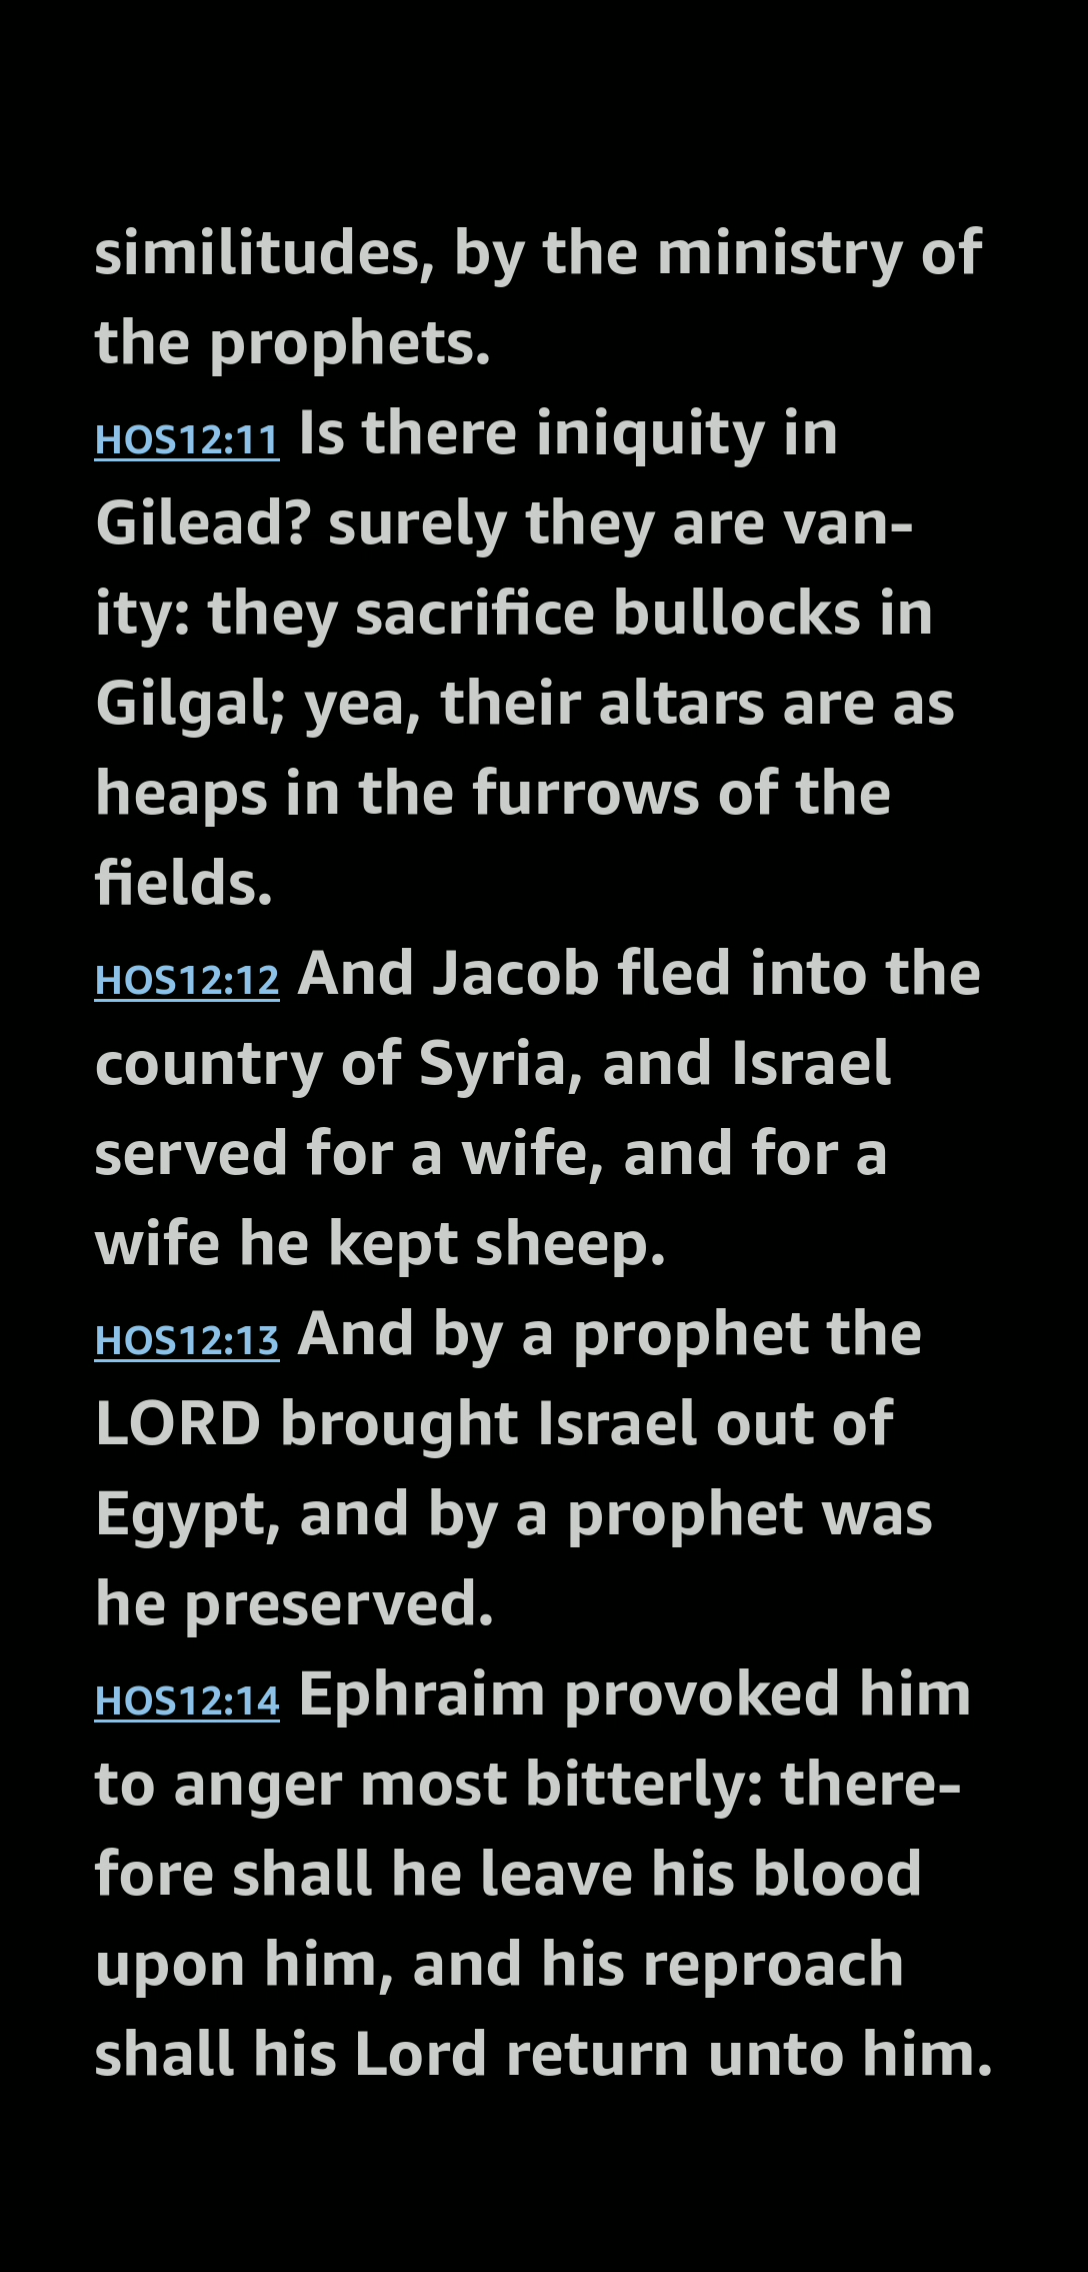 similitudes, by the ministry of
the prophets.
HOS12:11 Is there iniquity in
Gilead? surely they are van-
ity: they sacrifice bullocks in
Gilgal; yea, their altars are as
heaps in the furrows of the
fields.
HOS12:12 And Jacob fled into the
country of Syria, and Israel
served for a wife, and for a
wife he kept sheep.
HOS12:13 And by a prophet the
LORD brought Israel out of
Egypt, and by a prophet was
he preserved.
HOS12:14 Ephraim provoked him
to anger most bitterly: there-
fore shall he leave his blood
upon him, and his reproach
shall his Lord return unto him.